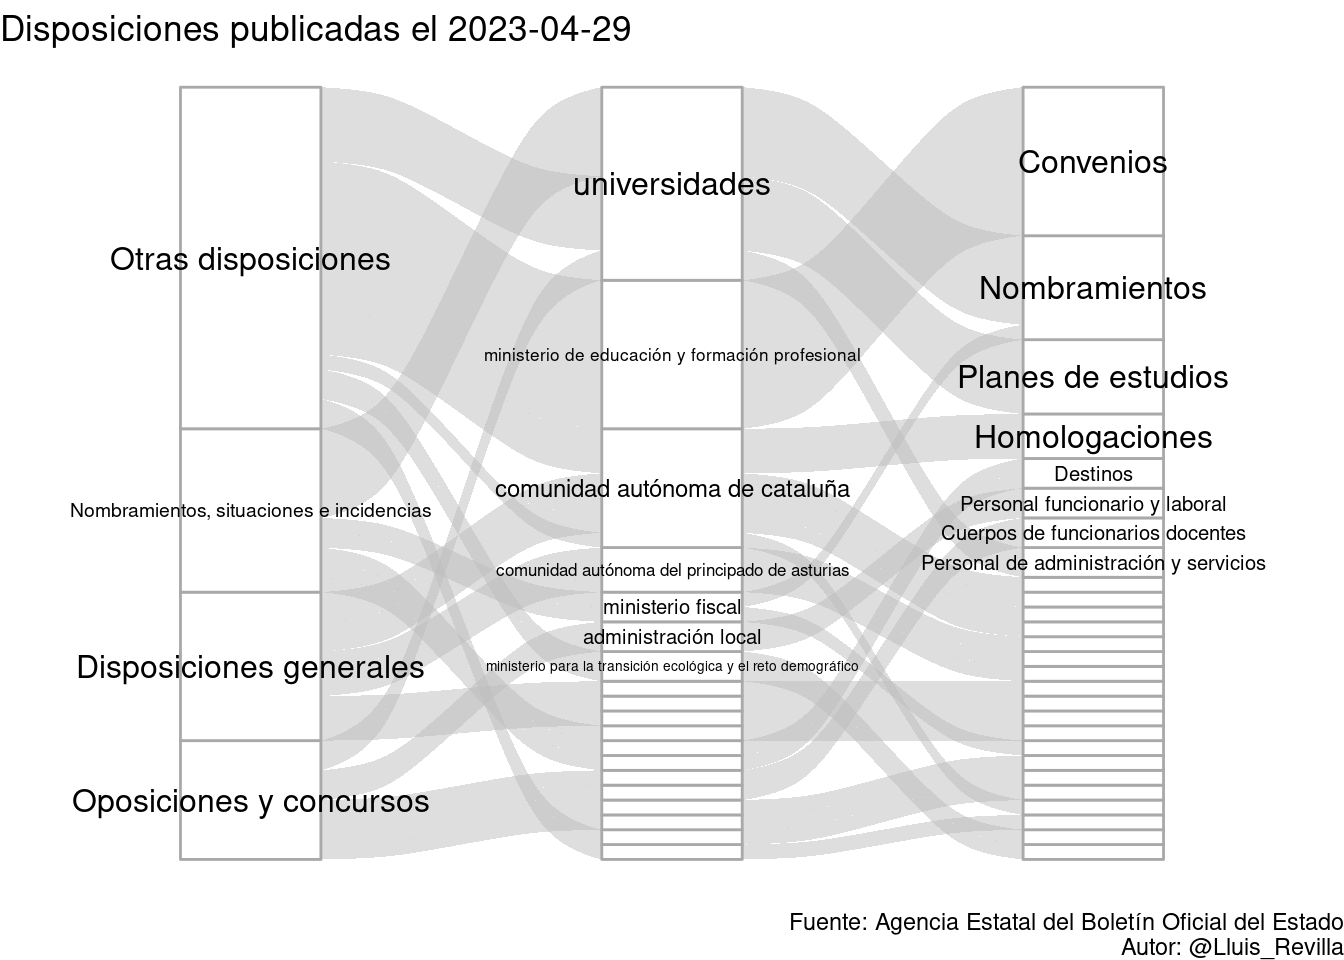 Disposiciones publicadas el 2023-04-29
Otras disposiciones
Nombramientos, situaciones e incidencias
Disposiciones generales
Oposiciones y concursos
universidades
ministerio de educación y formación profesional
comunidad autónoma de cataluña
comunidad autónoma del principado de asturias
ministerio fiscal
administración local
ministerio para la transición ecológica y el reto demográfico
Convenios
Nombramientos
Planes de estudios
Homologaciones
Destinos
Personal funcionario y laboral
Cuerpos de funcionarios docentes
Personal de administración y servicios
Fuente: Agencia Estatal del Boletín Oficial del Estado
Autor: @Lluis_Revilla